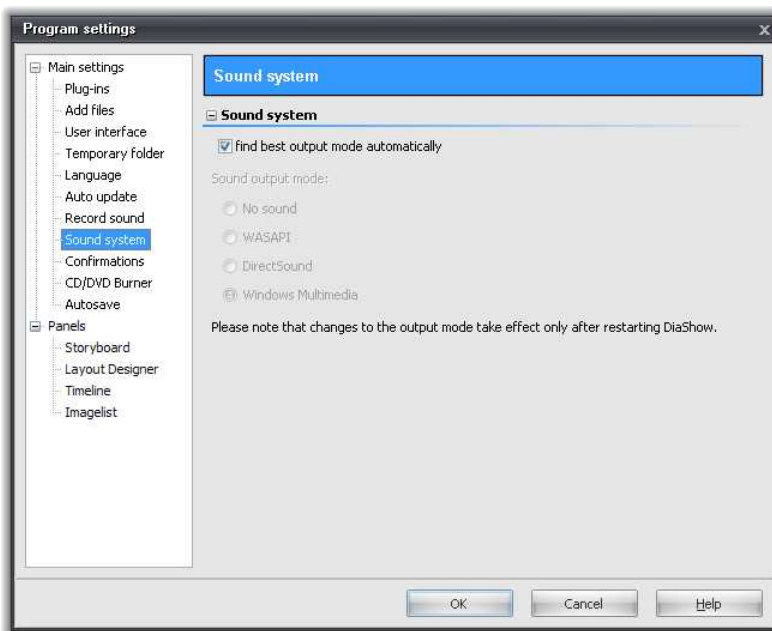 Program settings
Main settings
Plug-ins
Add files
User interface
Temporary folder
Language
Auto update
Record sound
Sound system
Confirmations
CD/DVD Burner
Autosave
Panels
Storyboard
Layout Designer
Timeline
Imagelist
Sound system
Sound system
find best output mode automatically
Sound output mode:
No sound
WASAPI
DirectSound
Windows Multimedia
Please note that changes to the output mode take effect only after restarting DiaShow.
OK
Cancel
Help